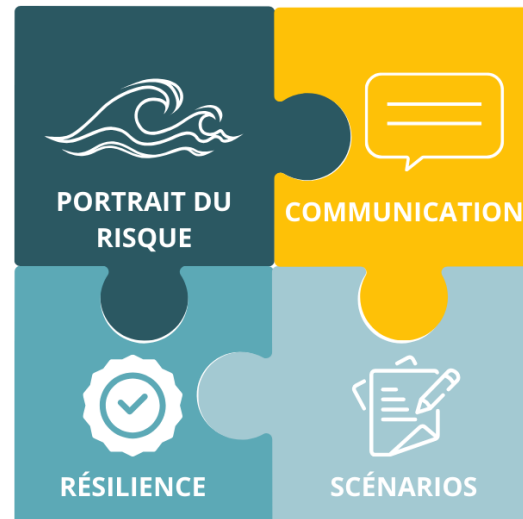 PORTRAIT DU
RISQUE
COMMUNICATION
RÉSILIENCE
SCÉNARIOS